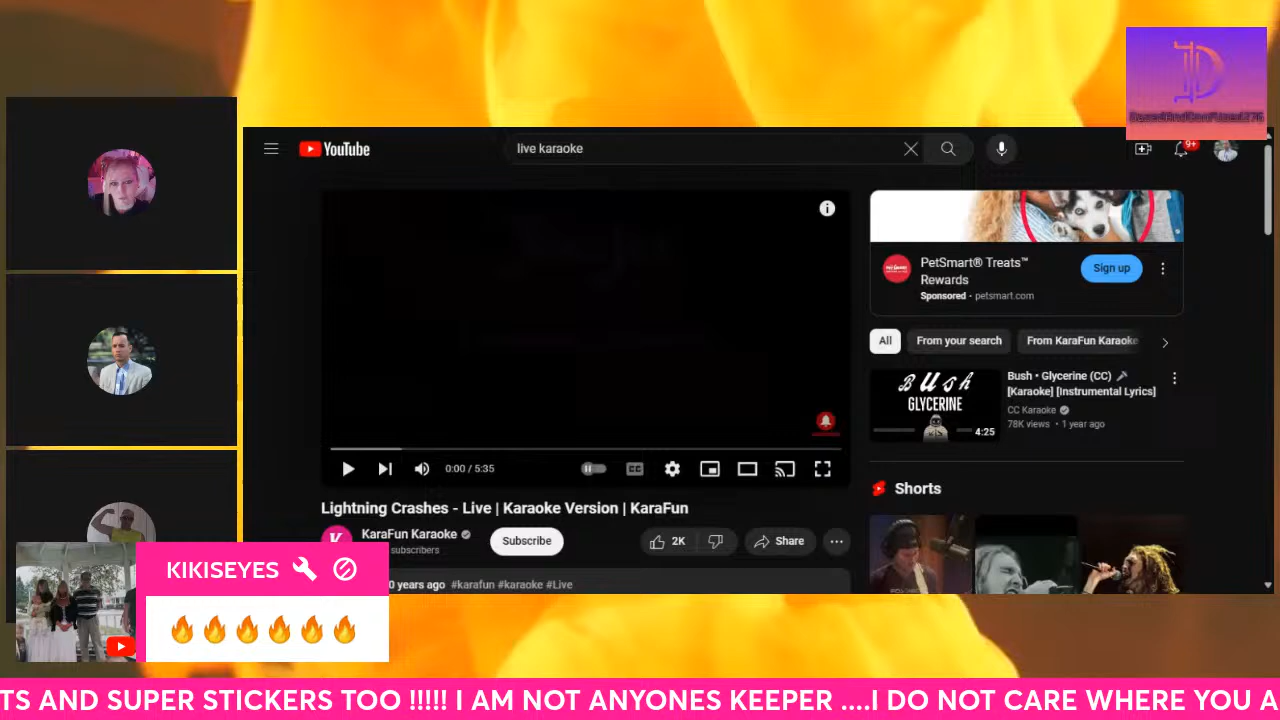 YouTube
live karaoke
9+
PetSmart® Treats™
Rewards
Sponsored · petsmart.com
Sign up
All
From your search
From KaraFun Karaoke
BUSH
GLYCERINE
4:25
Bush • Glycerine (CC) 🎤
[Karaoke] [Instrumental Lyrics]
CC Karaoke
78K views • 1 year ago
0:00 / 5:35
CC
Lightning Crashes - Live | Karaoke Version | KaraFun
KaraFun Karaoke
subscribers
Subscribe
2K
Share
0 years ago #karafun #karaoke #Live
Shorts
KIKISEYES
🔥🔥🔥🔥🔥🔥
TS AND SUPER STICKERS TOO !!!!! I AM NOT ANYONES KEEPER ....I DO NOT CARE WHERE YOU A